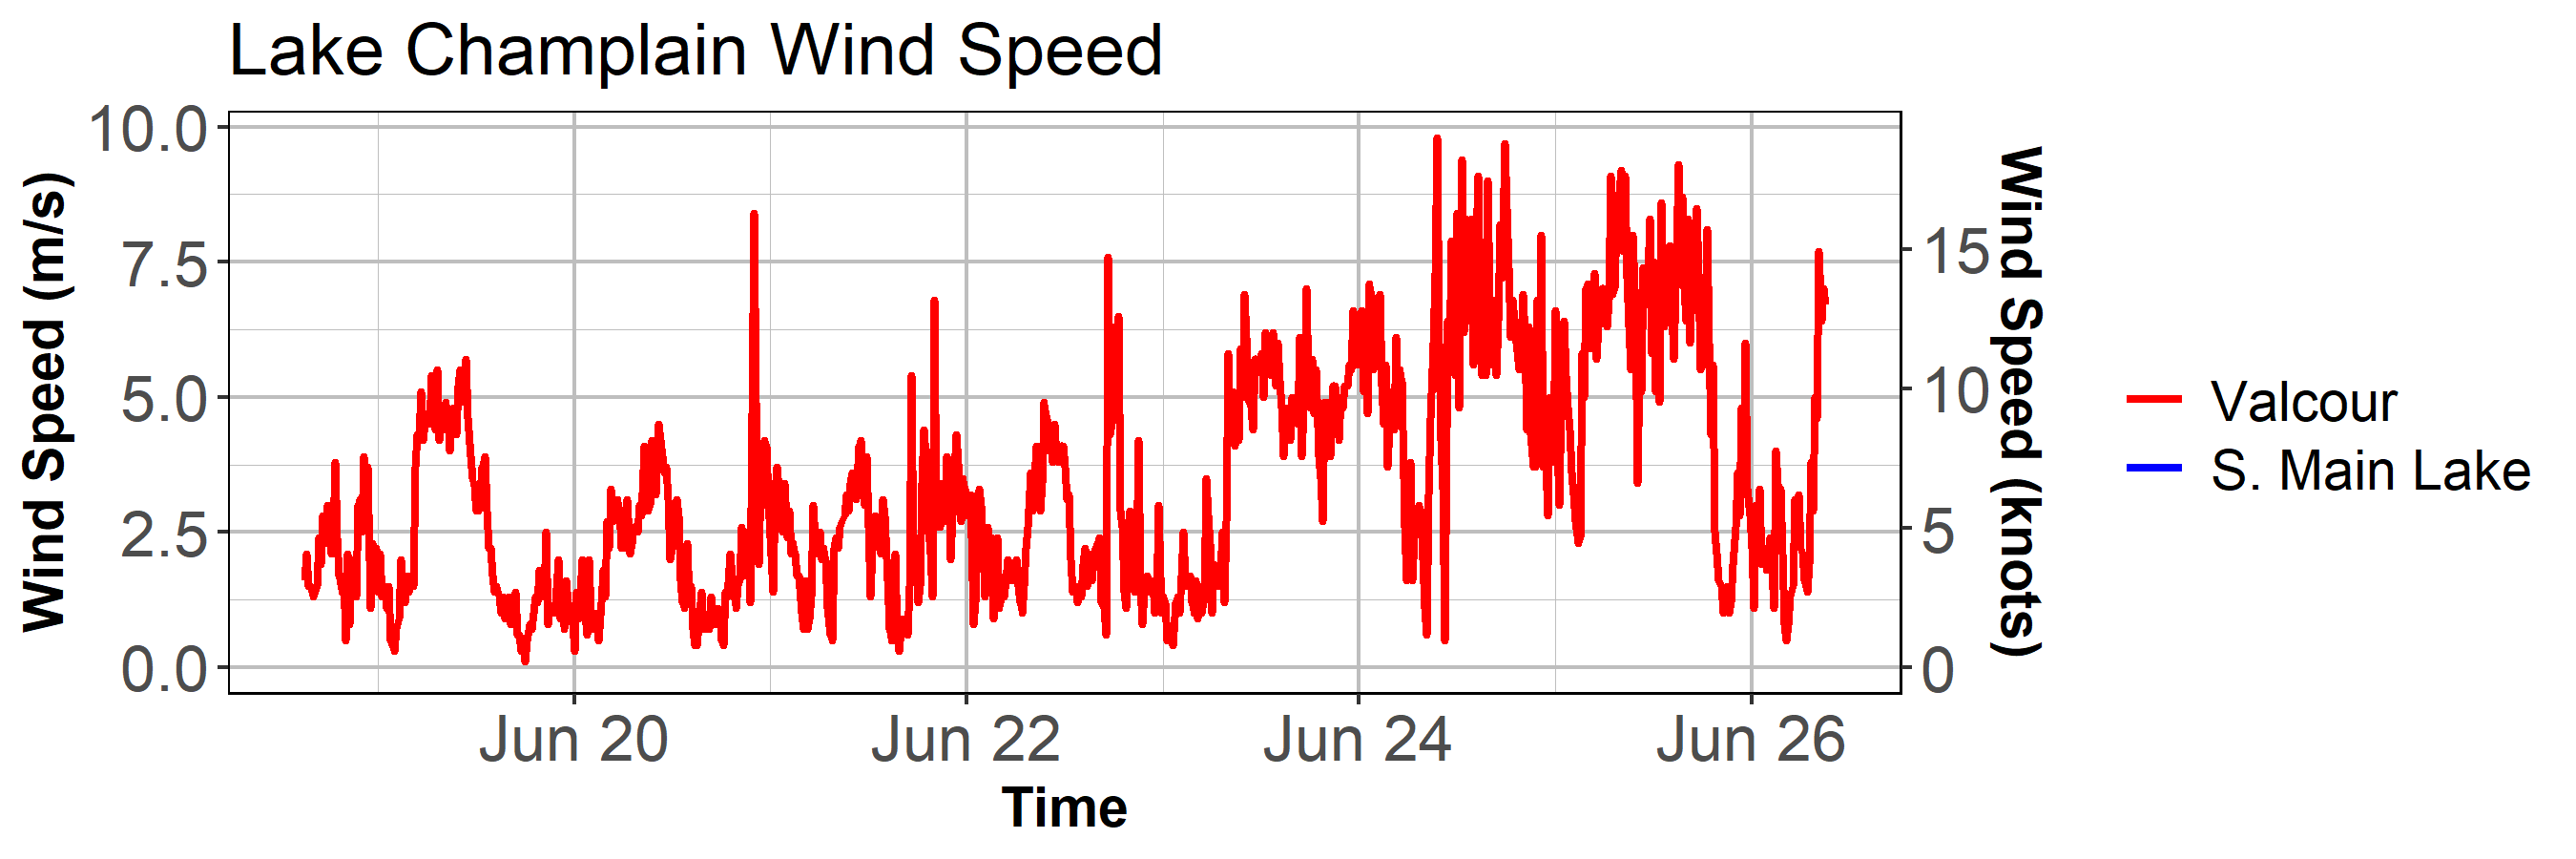 Lake Champlain Wind Speed
Wind Speed (m/s)
10.0
7.5
5.0
2.5
0.0
15
10
5
0
Wind Speed (knots)
Jun 20
Jun 22
Jun 24
Jun 26
Time
Valcour
S. Main Lake